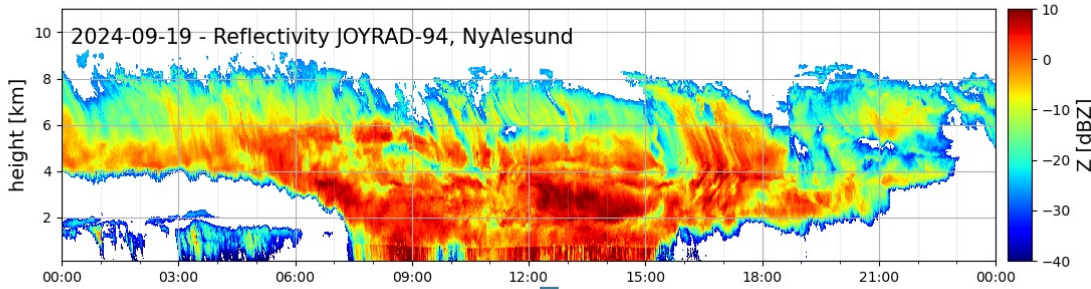 2024-09-19 - Reflectivity JOYRAD-94, NyAlesund
height [km]
10
8
6
4
2
00:00 03:00 06:00 09:00 12:00 15:00 18:00 21:00 00:00
10
0
−10
−20
−30
−40
Z [dBZ]